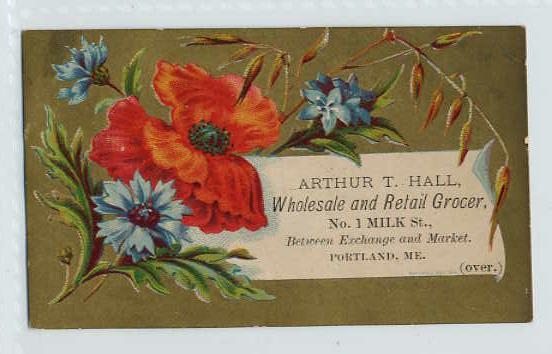 ARTHUR T. HALL,
Wholesale and Retail Grocer,
No. 1 MILK St.,
Between Exchange and Market.
PORTLAND, ME.
(over.)